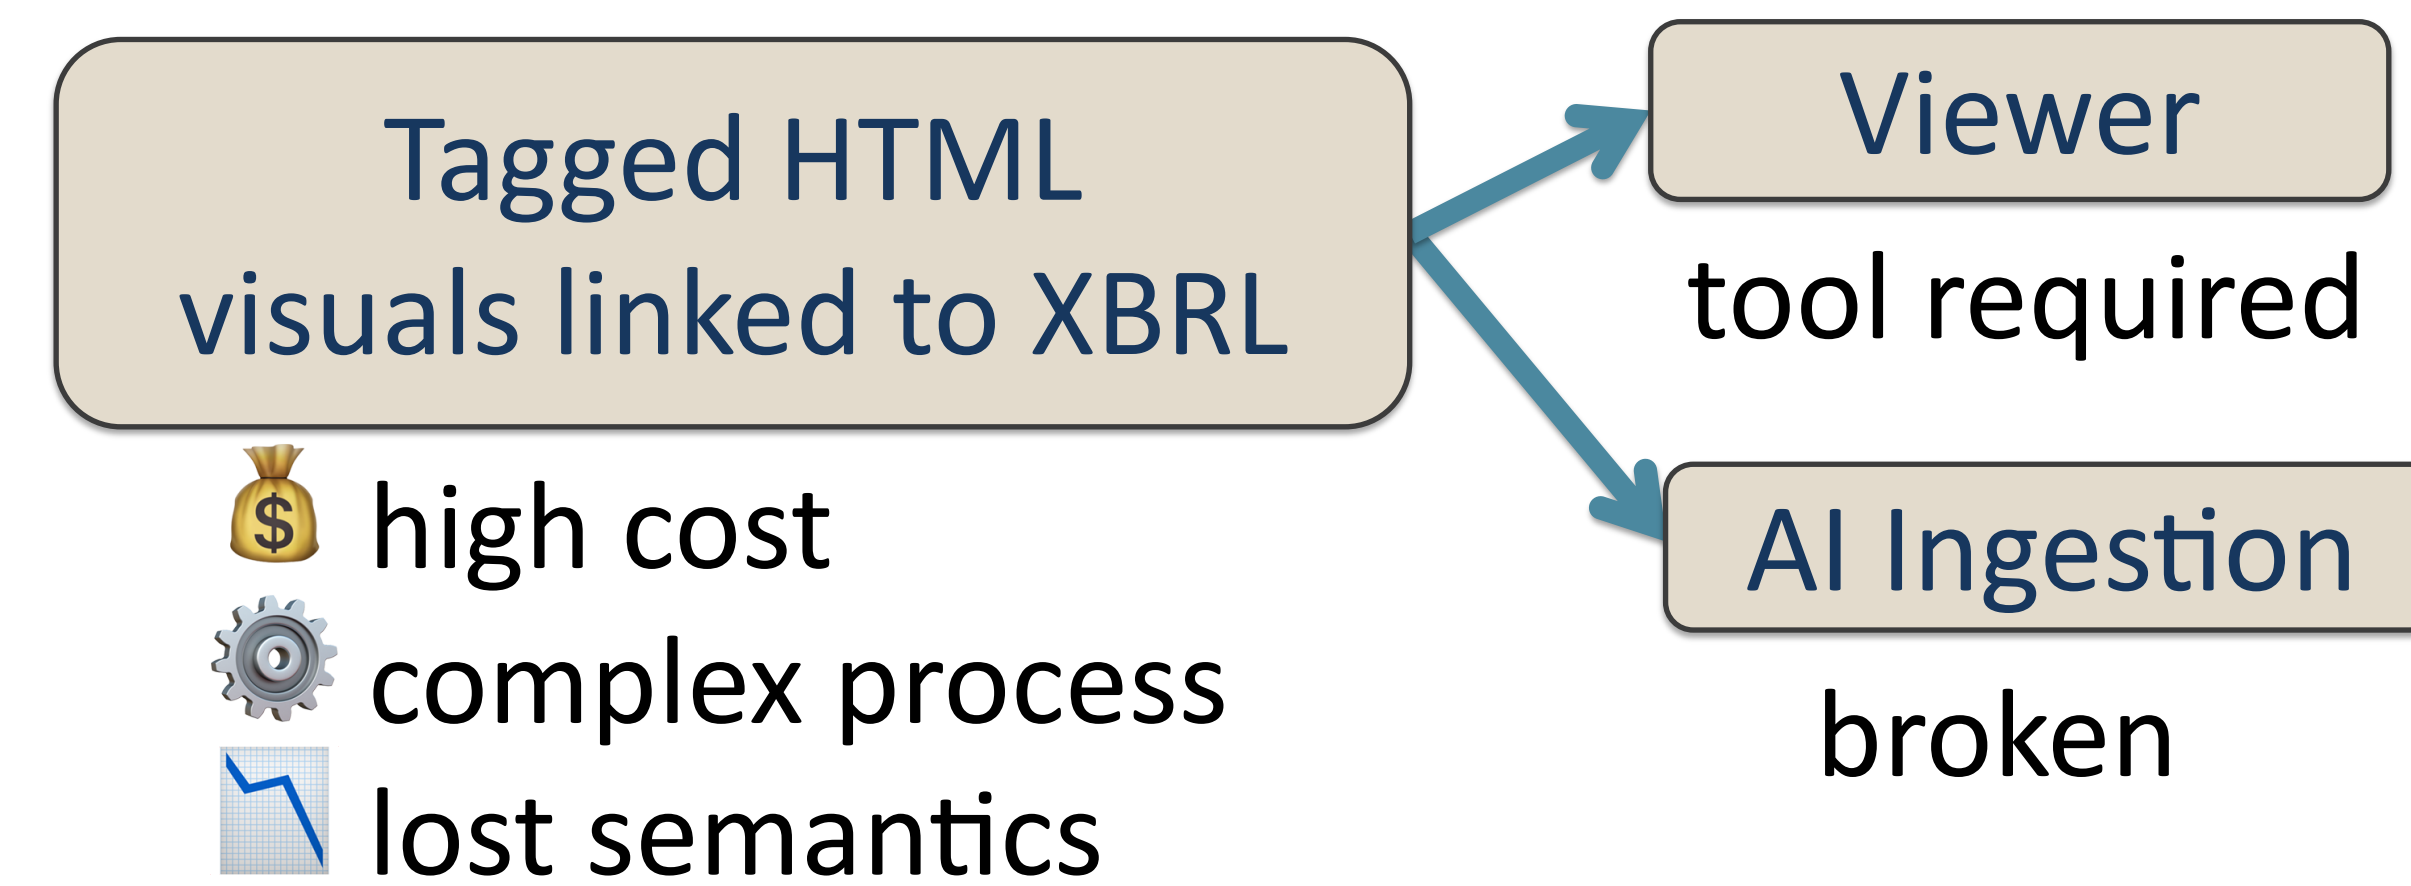 Tagged HTML
visuals linked to XBRL
$ high cost
complex process
lost semantics
Viewer
tool required
AI Ingestion
broken